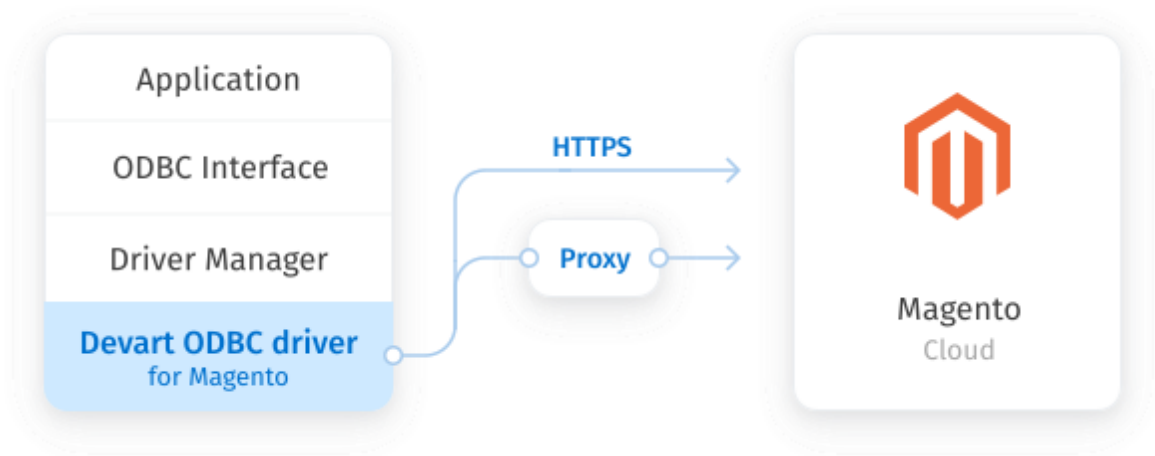 Application
ODBC Interface
Driver Manager
Devart ODBC driver
for Magento
HTTPS
Proxy
Magento
Cloud